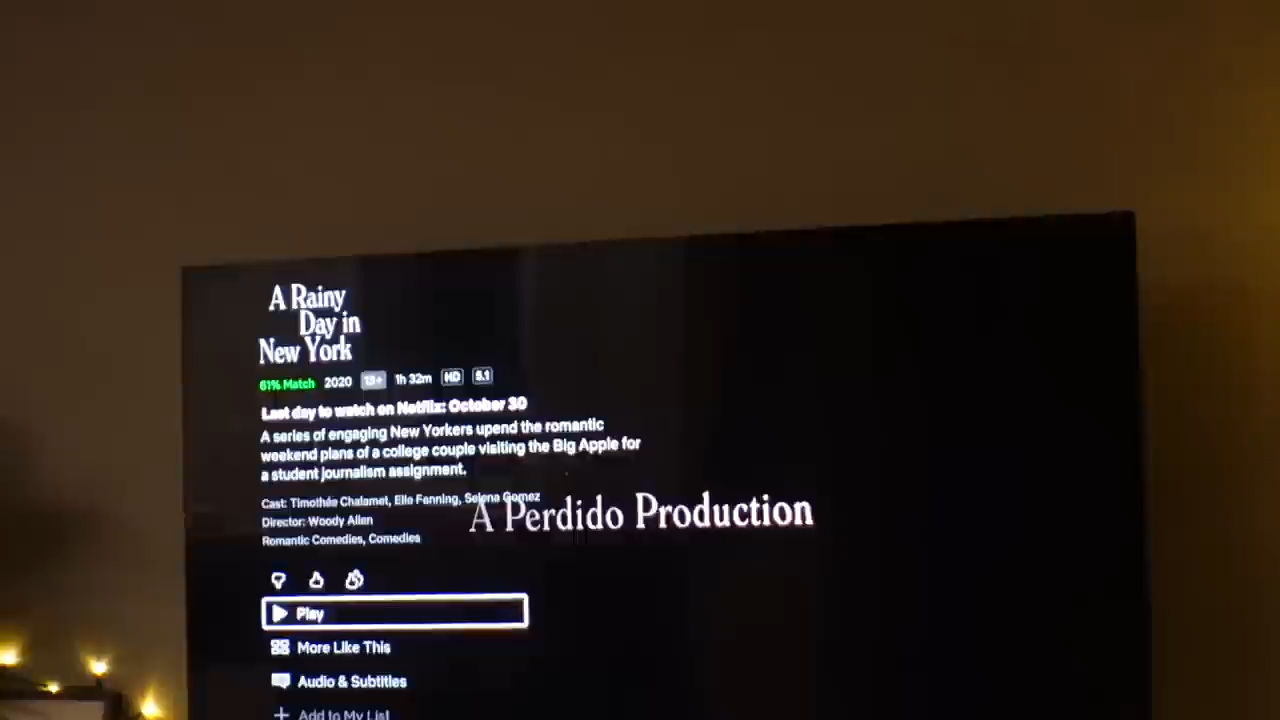 A Rainy
Day in
New York
61% Match 2020 13+ 1h 32m HD 5.1
Last day to watch on Netflix: October 30
A series of engaging New Yorkers upend the romantic
weekend plans of a college couple visiting the Big Apple for
a student journalism assignment.
Cast: Timothée Chalamet, Elle Fanning, Selena Gomez
A Perdido Production
Director: Woody Allen
Romantic Comedies, Comedies
Play
More Like This
Audio & Subtitles
Add to My List